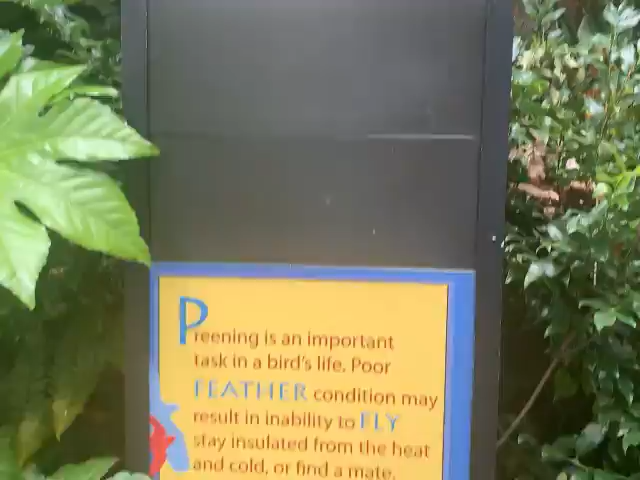 Preening is an important
task in a bird's life. Poor
FEATHER condition may
result in inability to FLY
stay insulated from the heat
and cold, or find a mate.